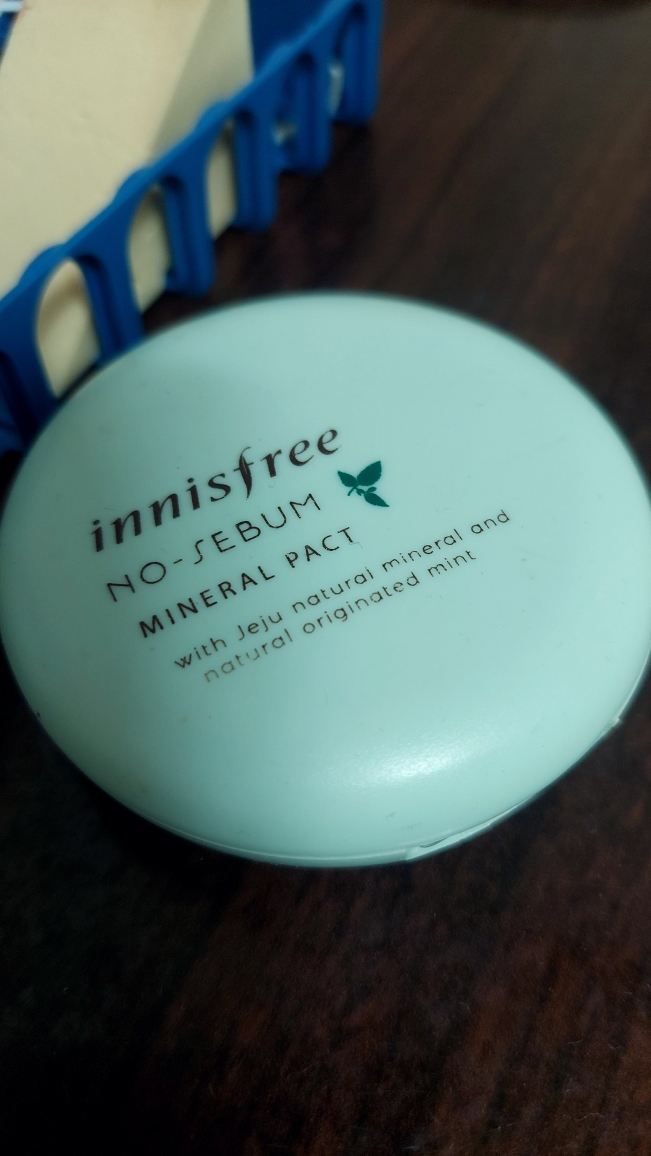 innisfree
NO-SEBUM
MINERAL PACT
with Jeju natural mineral and
natural originated mint